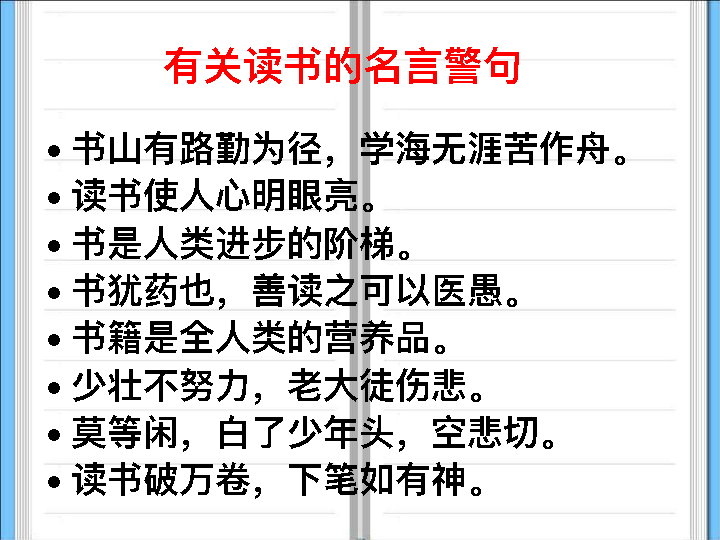 有关读书的名言警句
• 书山有路勤为径，学海无涯苦作舟。
• 读书使人心明眼亮。
• 书是人类进步的阶梯。
• 书犹药也，善读之可以医愚。
• 书籍是全人类的营养品。
• 少壮不努力，老大徒伤悲。
• 莫等闲，白了少年头，空悲切。
• 读书破万卷，下笔如有神。